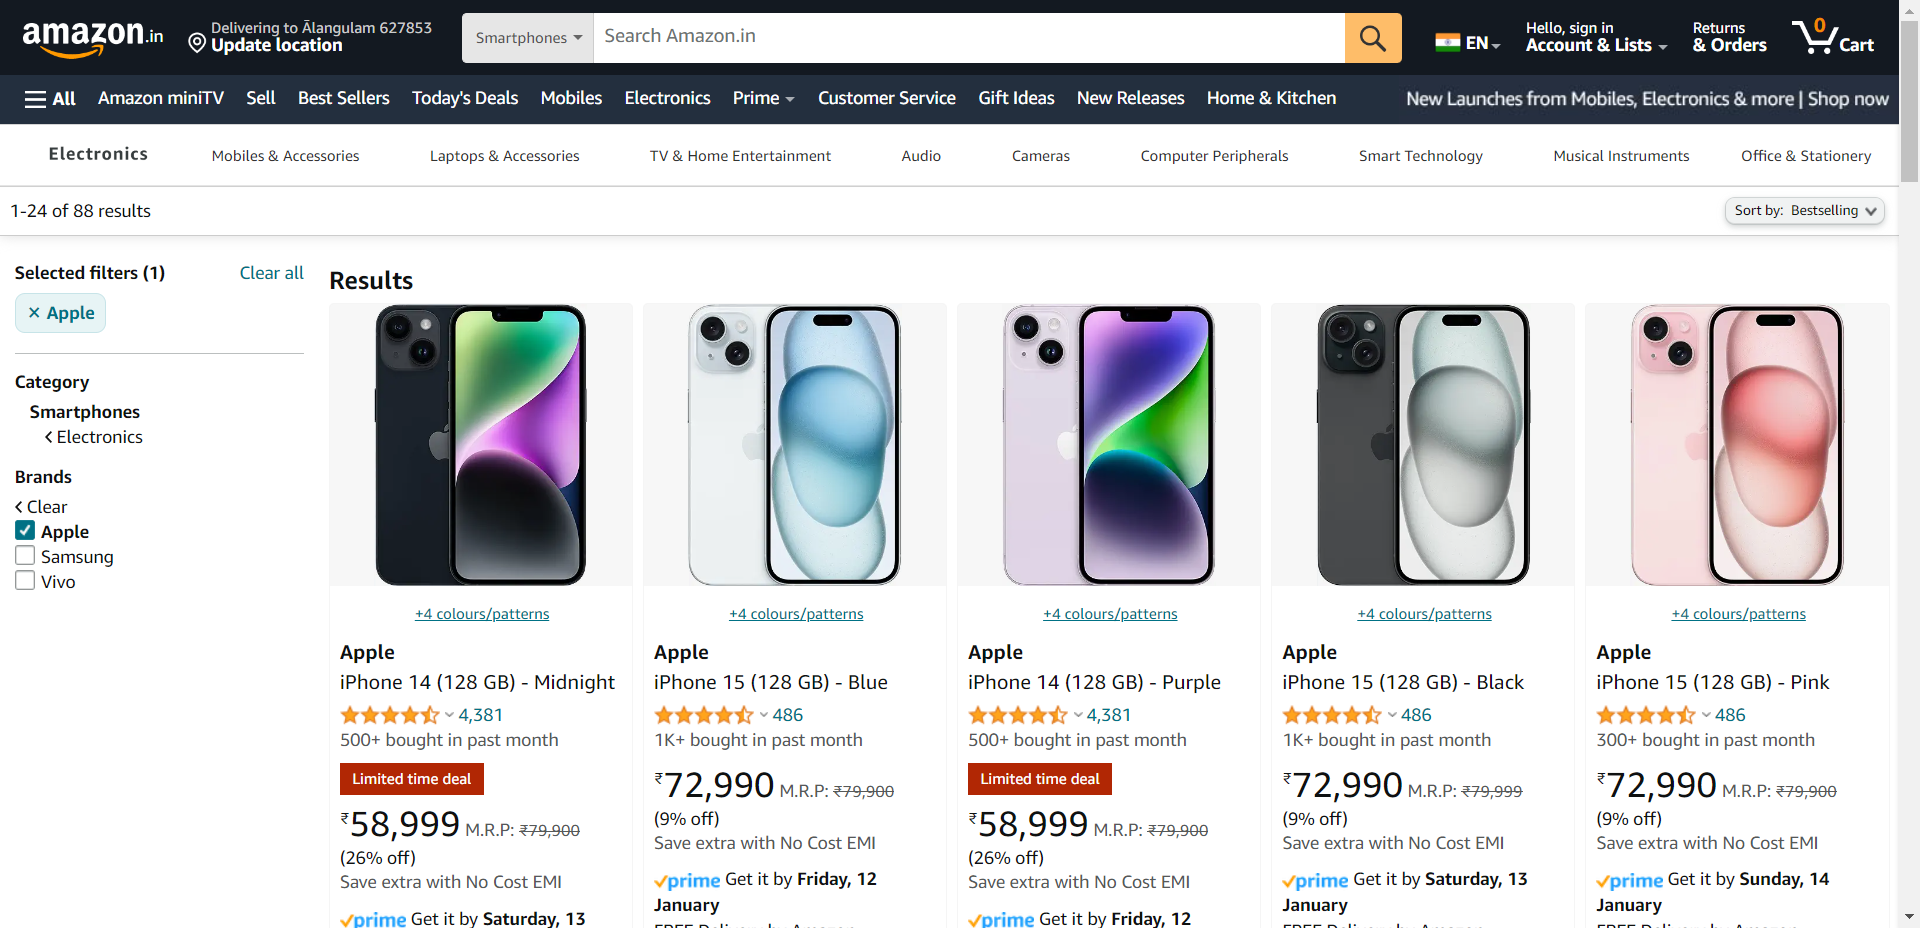 amazon.in
Delivering to Ālangulam 627853
Update location
Smartphones
Search Amazon.in
EN
Hello, sign in
Account & Lists
Returns
& Orders
0
Cart
All
Amazon miniTV
Sell
Best Sellers
Today's Deals
Mobiles
Electronics
Prime
Customer Service
Gift Ideas
New Releases
Home & Kitchen
New Launches from Mobiles, Electronics & more | Shop now
Electronics
Mobiles & Accessories
Laptops & Accessories
TV & Home Entertainment
Audio
Cameras
Computer Peripherals
Smart Technology
Musical Instruments
Office & Stationery
1-24 of 88 results
Sort by: Bestselling
Selected filters (1)
Clear all
Apple
Category
Smartphones
Electronics
Brands
Clear
Apple
Samsung
Vivo
Results
+4 colours/patterns
Apple
iPhone 14 (128 GB) - Midnight
4,381
500+ bought in past month
Limited time deal
₹58,999 M.R.P: ₹79,900
(26% off)
Save extra with No Cost EMI
prime Get it by Saturday, 13
+4 colours/patterns
Apple
iPhone 15 (128 GB) - Blue
486
1K+ bought in past month
₹72,990 M.R.P: ₹79,900
(9% off)
Save extra with No Cost EMI
prime Get it by Friday, 12
January
FREE Delivery by Amazon
+4 colours/patterns
Apple
iPhone 14 (128 GB) - Purple
4,381
500+ bought in past month
Limited time deal
₹58,999 M.R.P: ₹79,900
(26% off)
Save extra with No Cost EMI
prime Get it by Friday, 12
+4 colours/patterns
Apple
iPhone 15 (128 GB) - Black
486
1K+ bought in past month
₹72,990 M.R.P: ₹79,999
(9% off)
Save extra with No Cost EMI
prime Get it by Saturday, 13
January
FREE Delivery by Amazon
+4 colours/patterns
Apple
iPhone 15 (128 GB) - Pink
486
300+ bought in past month
₹72,990 M.R.P: ₹79,900
(9% off)
Save extra with No Cost EMI
prime Get it by Sunday, 14
January
FREE Delivery by Amazon